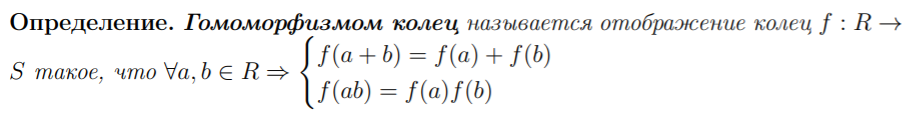 Определение. Гомоморфизмом колец называется отображение колец f : R →
S такое, что ∀a, b ∈ R ⇒ { f(a + b) = f(a) + f(b)
f(ab) = f(a)f(b)